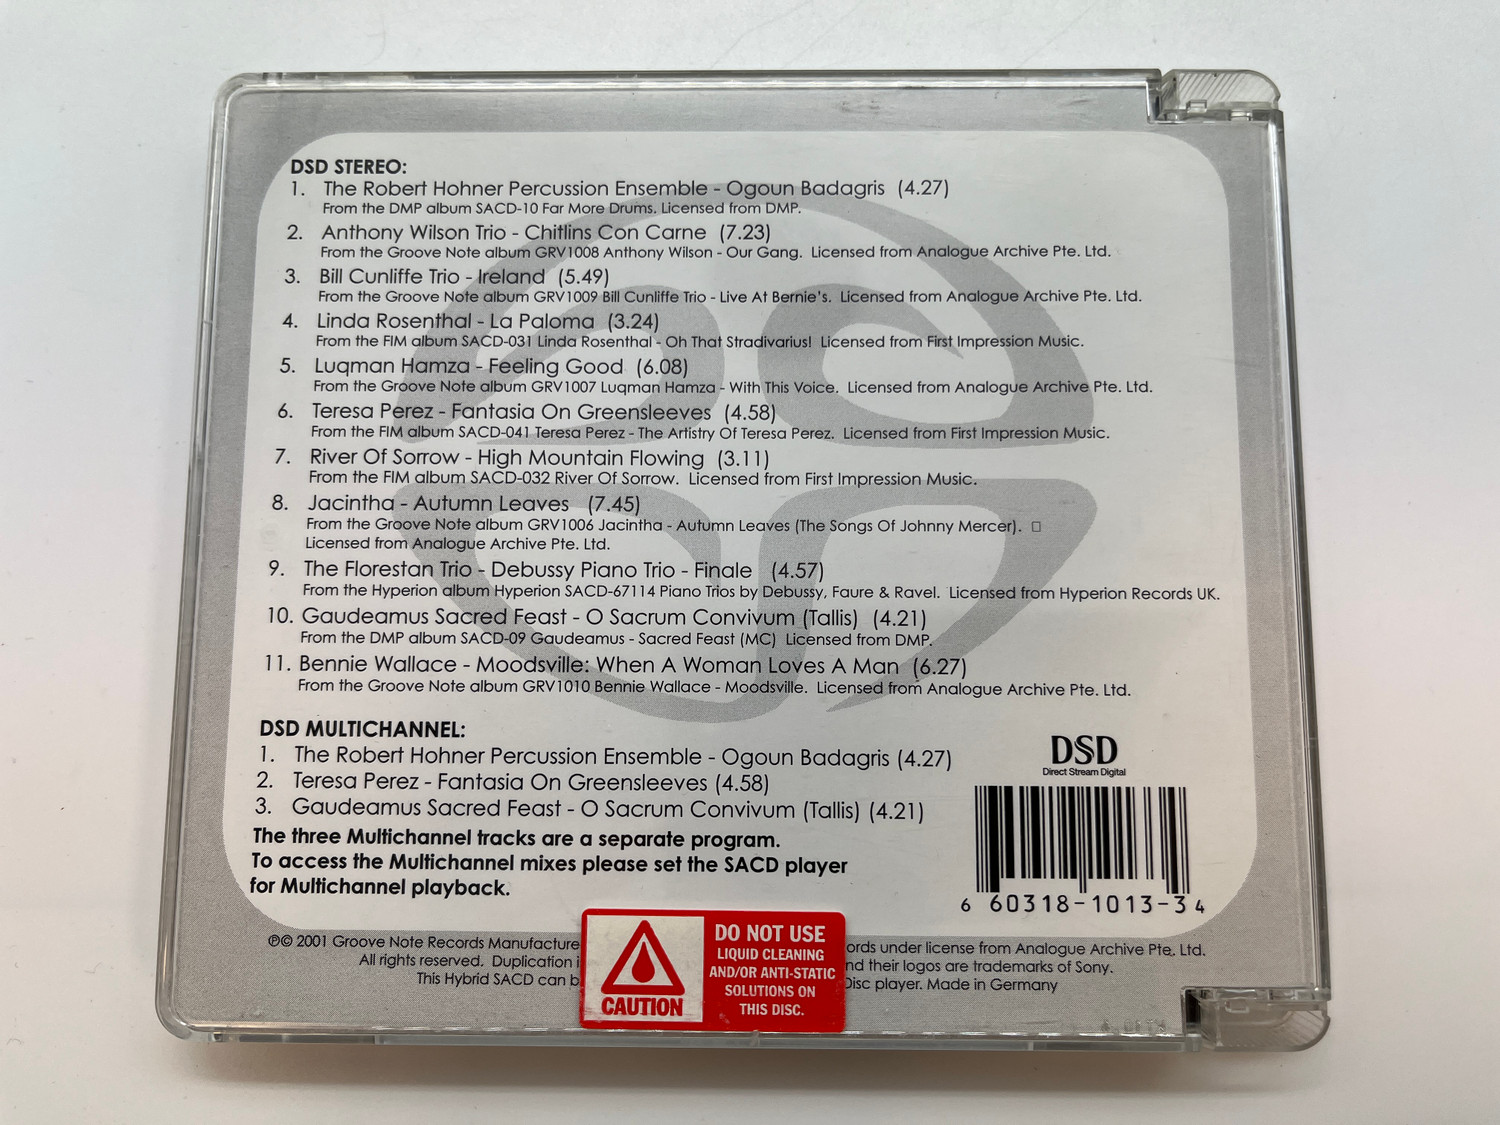 DSD STEREO:
1. The Robert Hohner Percussion Ensemble - Ogoun Badagris (4.27)
From the DMP album SACD-10 Far More Drums. Licensed from DMP.
2. Anthony Wilson Trio - Chitlins Con Carne (7.23)
From the Groove Note album GRV1008 Anthony Wilson - Our Gang. Licensed from Analogue Archive Pte. Ltd.
3. Bill Cunliffe Trio - Ireland (5.49)
From the Groove Note album GRV1009 Bill Cunliffe Trio - Live At Bernie's. Licensed from Analogue Archive Pte. Ltd.
4. Linda Rosenthal - La Paloma (3.24)
From the FIM album SACD-031 Linda Rosenthal - Oh That Stradivarius! Licensed from First Impression Music.
5. Luqman Hamza - Feeling Good (6.08)
From the Groove Note album GRV1007 Luqman Hamza - With This Voice. Licensed from Analogue Archive Pte. Ltd.
6. Teresa Perez - Fantasia On Greensleeves (4.58)
From the FIM album SACD-041 Teresa Perez - The Artistry Of Teresa Perez. Licensed from First Impression Music.
7. River Of Sorrow - High Mountain Flowing (3.11)
From the FIM album SACD-032 River Of Sorrow. Licensed from First Impression Music.
8. Jacintha - Autumn Leaves (7.45)
From the Groove Note album GRV1006 Jacintha - Autumn Leaves (The Songs Of Johnny Mercer). □
Licensed from Analogue Archive Pte. Ltd.
9. The Florestan Trio - Debussy Piano Trio - Finale (4.57)
From the Hyperion album Hyperion SACD-67114 Piano Trios by Debussy, Faure & Ravel. Licensed from Hyperion Records UK.
10. Gaudeamus Sacred Feast - O Sacrum Convivum (Tallis) (4.21)
From the DMP album SACD-09 Gaudeamus - Sacred Feast (MC) Licensed from DMP.
11. Bennie Wallace - Moodsville: When A Woman Loves A Man (6.27)
From the Groove Note album GRV1010 Bennie Wallace - Moodsville. Licensed from Analogue Archive Pte. Ltd.
DSD MULTICHANNEL:
1. The Robert Hohner Percussion Ensemble - Ogoun Badagris (4.27)
2. Teresa Perez - Fantasia On Greensleeves (4.58)
3. Gaudeamus Sacred Feast - O Sacrum Convivum (Tallis) (4.21)
The three Multichannel tracks are a separate program.
To access the Multichannel mixes please set the SACD player
for Multichannel playback.
DSD
Direct Stream Digital
6 60318-1013-3 4
℗© 2001 Groove Note Records Manufacture ords under license from Analogue Archive Pte. Ltd.
All rights reserved. Duplication i nd their logos are trademarks of Sony.
This Hybrid SACD can b Disc player. Made in Germany
CAUTION
DO NOT USE
LIQUID CLEANING
AND/OR ANTI-STATIC
SOLUTIONS ON
THIS DISC.